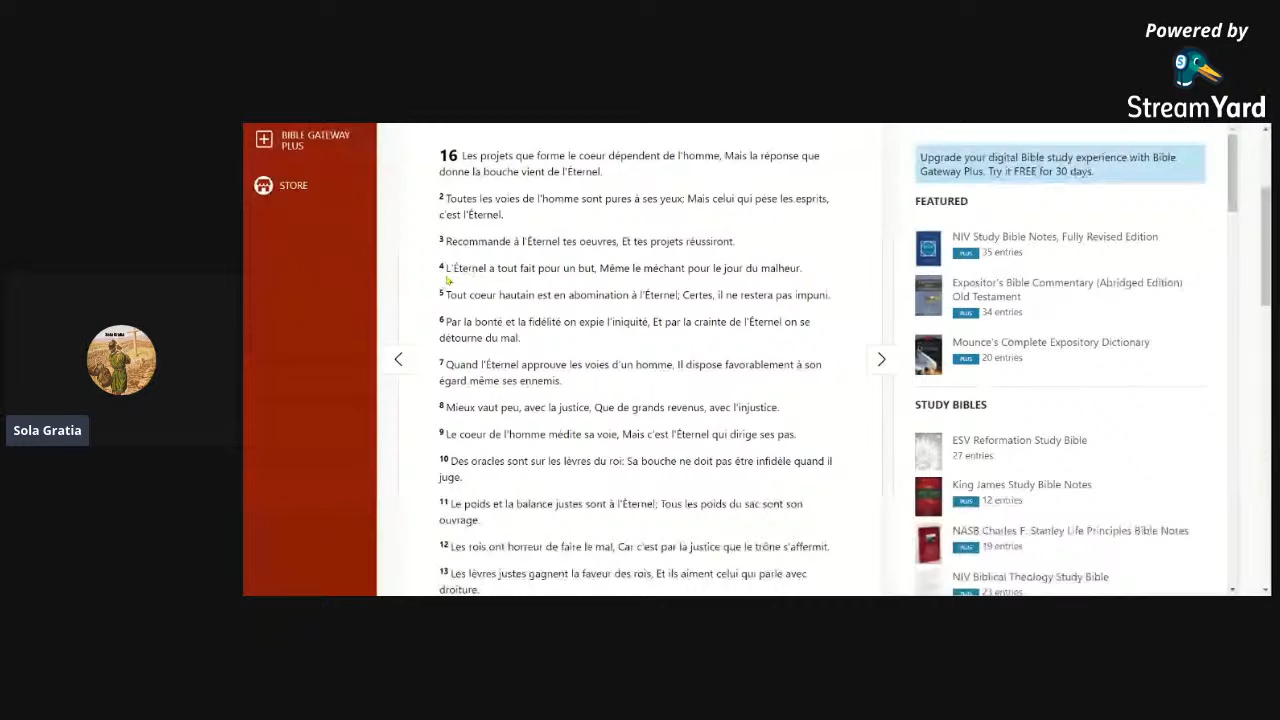 Powered by
StreamYard
BIBLE GATEWAY
PLUS
STORE
16 Les projets que forme le coeur dépendent de l'homme, Mais la réponse que
donne la bouche vient de l'Éternel.
2 Toutes les voies de l'homme sont pures à ses yeux; Mais celui qui pèse les esprits,
c'est l'Éternel.
3 Recommande à l'Éternel tes oeuvres, Et tes projets réussiront.
4 L'Éternel a tout fait pour un but, Même le méchant pour le jour du malheur.
5 Tout coeur hautain est en abomination à l'Éternel; Certes, il ne restera pas impuni.
6 Par la bonté et la fidélité on expie l'iniquité, Et par la crainte de l'Éternel on se
détourne du mal.
7 Quand l'Éternel approuve les voies d'un homme, Il dispose favorablement à son
égard même ses ennemis.
8 Mieux vaut peu, avec la justice, Que de grands revenus, avec l'injustice.
9 Le coeur de l'homme médite sa voie, Mais c'est l'Éternel qui dirige ses pas.
10 Des oracles sont sur les lèvres du roi: Sa bouche ne doit pas être infidèle quand il
juge.
11 Le poids et la balance justes sont à l'Éternel; Tous les poids du sac sont son
ouvrage.
12 Les rois ont horreur de faire le mal, Car c'est par la justice que le trône s'affermit.
13 Les lèvres justes gagnent la faveur des rois, Et ils aiment celui qui parle avec
droiture.
Upgrade your digital Bible study experience with Bible
Gateway Plus. Try it FREE for 30 days.
FEATURED
NIV Study Bible Notes, Fully Revised Edition
PLUS 35 entries
Expositor's Bible Commentary (Abridged Edition)
Old Testament
PLUS 34 entries
Mounce's Complete Expository Dictionary
PLUS 20 entries
STUDY BIBLES
ESV Reformation Study Bible
27 entries
King James Study Bible Notes
PLUS 12 entries
NASB Charles F. Stanley Life Principles Bible Notes
PLUS 19 entries
NIV Biblical Theology Study Bible
PLUS 23 entries
Sola Gratia
Sola Gratia